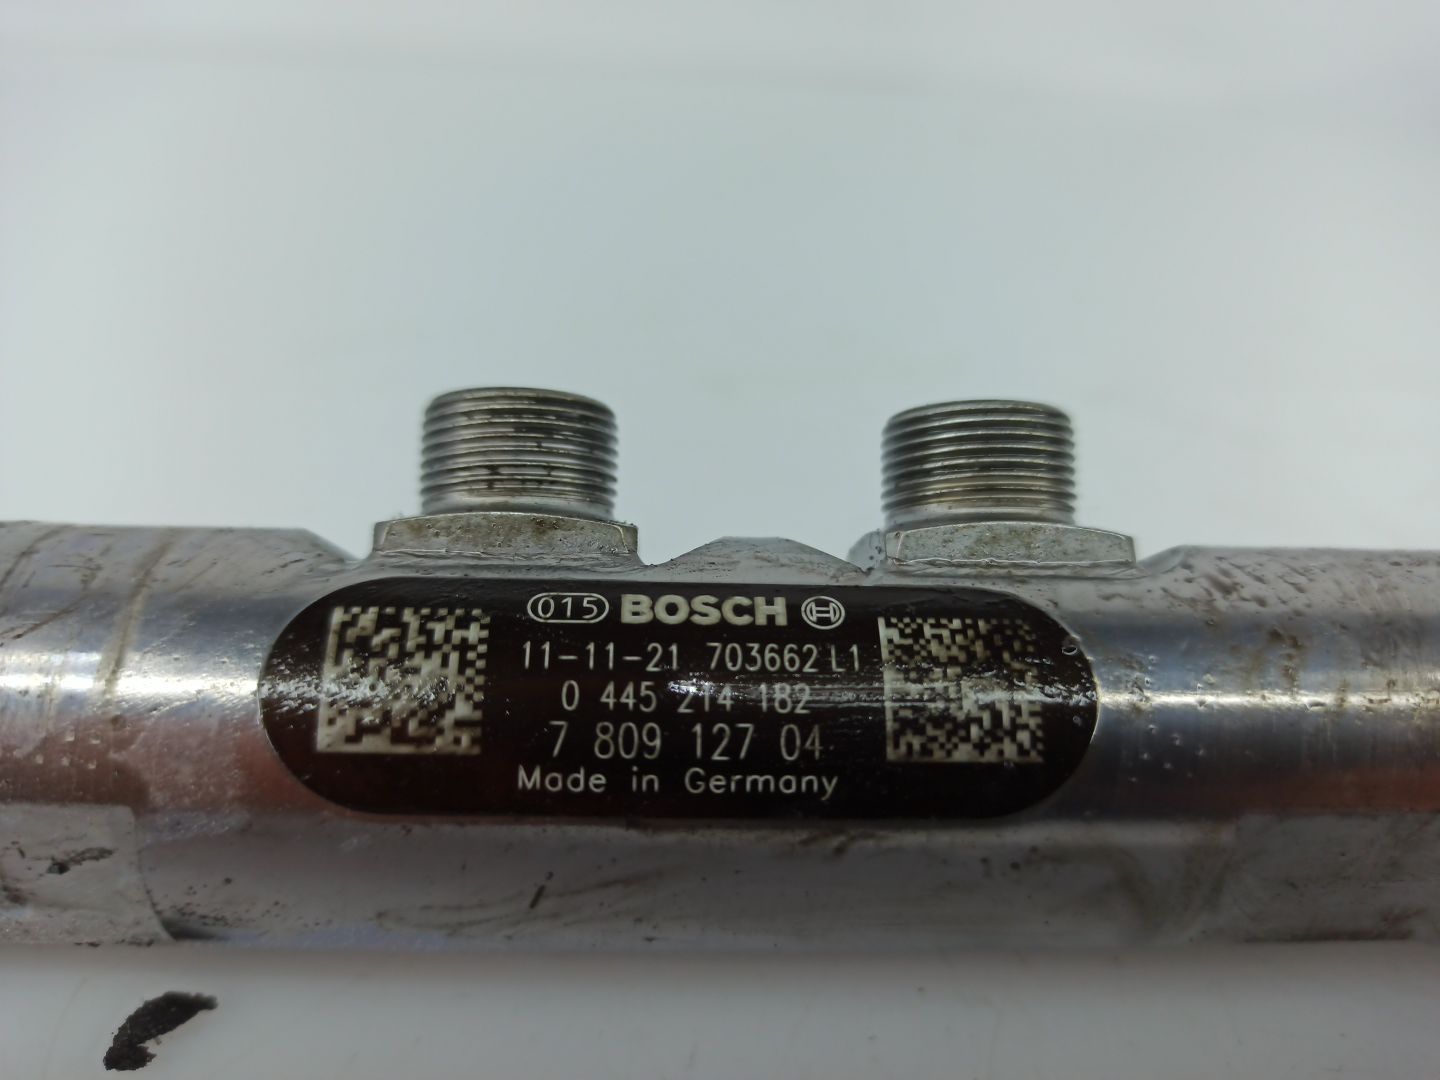 015 BOSCH
11-11-21 703662 L1
0 445 214 182
7 809 127 04
Made in Germany